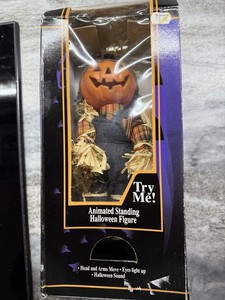 Try
Me!
Animated Standing
Halloween Figure
• Head and Arms Move • Eyes light up
• Halloween Sound